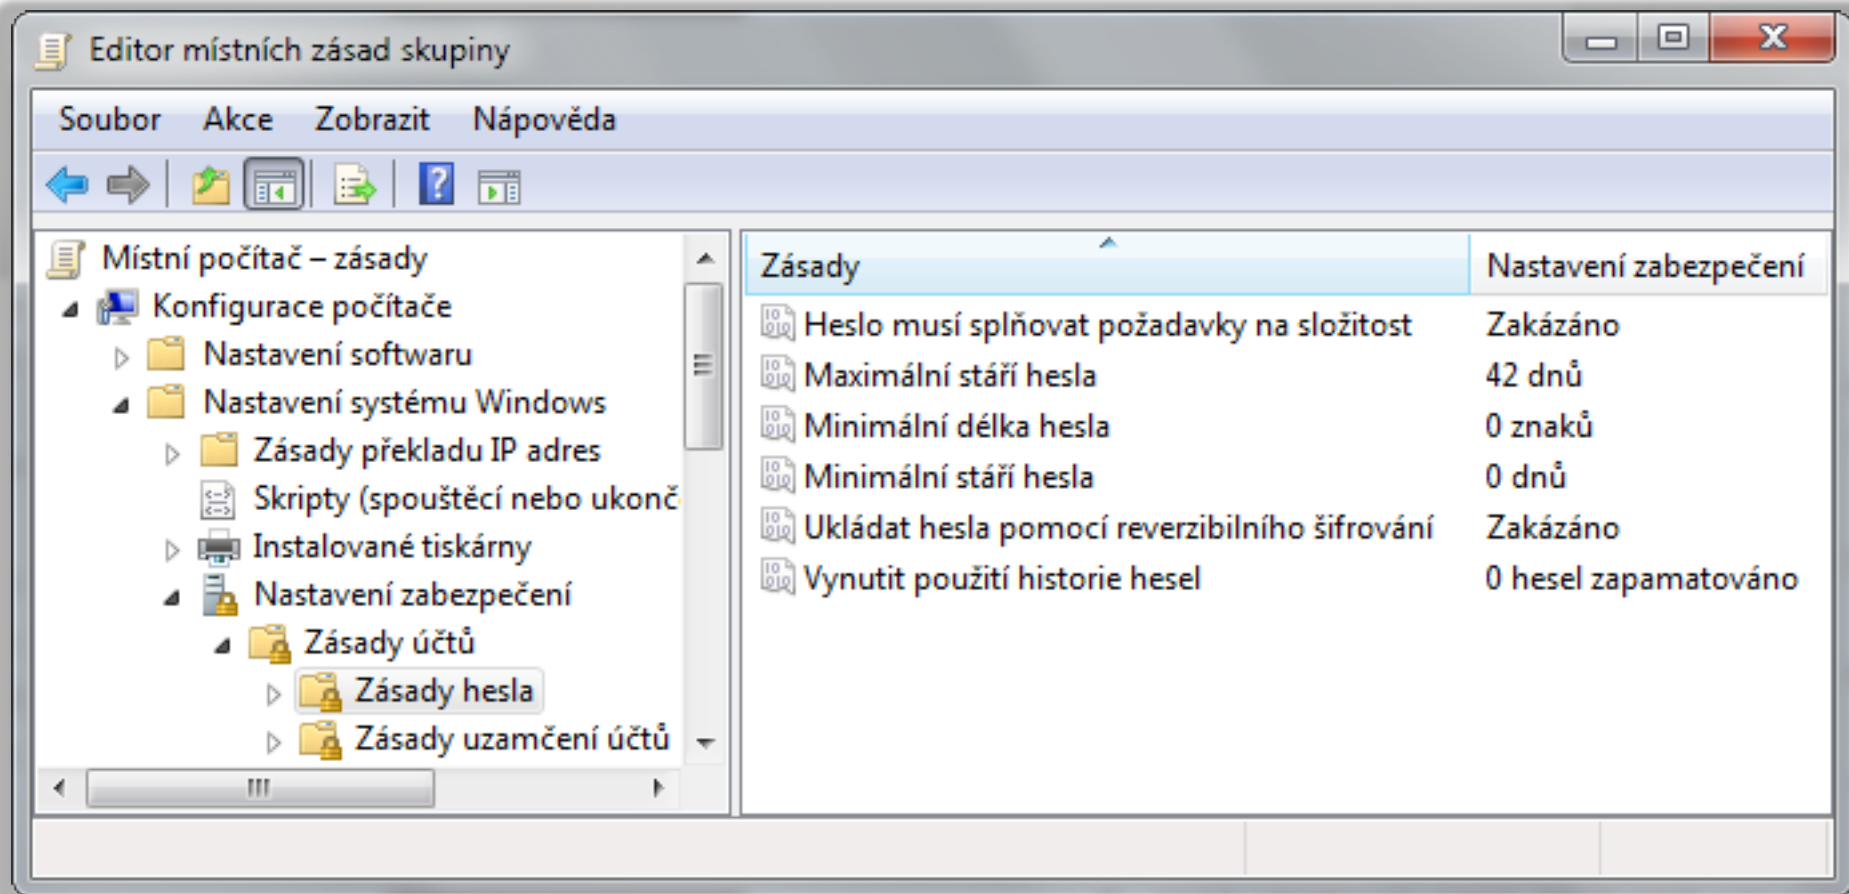 Editor místních zásad skupiny
Soubor Akce Zobrazit Nápověda
Místní počítač – zásady
Konfigurace počítače
Nastavení softwaru
Nastavení systému Windows
Zásady překladu IP adres
Skripty (spouštěcí nebo ukonč
Instalované tiskárny
Nastavení zabezpečení
Zásady účtů
Zásady hesla
Zásady uzamčení účtů
Zásady Nastavení zabezpečení
Heslo musí splňovat požadavky na složitost Zakázáno
Maximální stáří hesla 42 dnů
Minimální délka hesla 0 znaků
Minimální stáří hesla 0 dnů
Ukládat hesla pomocí reverzibilního šifrování Zakázáno
Vynutit použití historie hesel 0 hesel zapamatováno